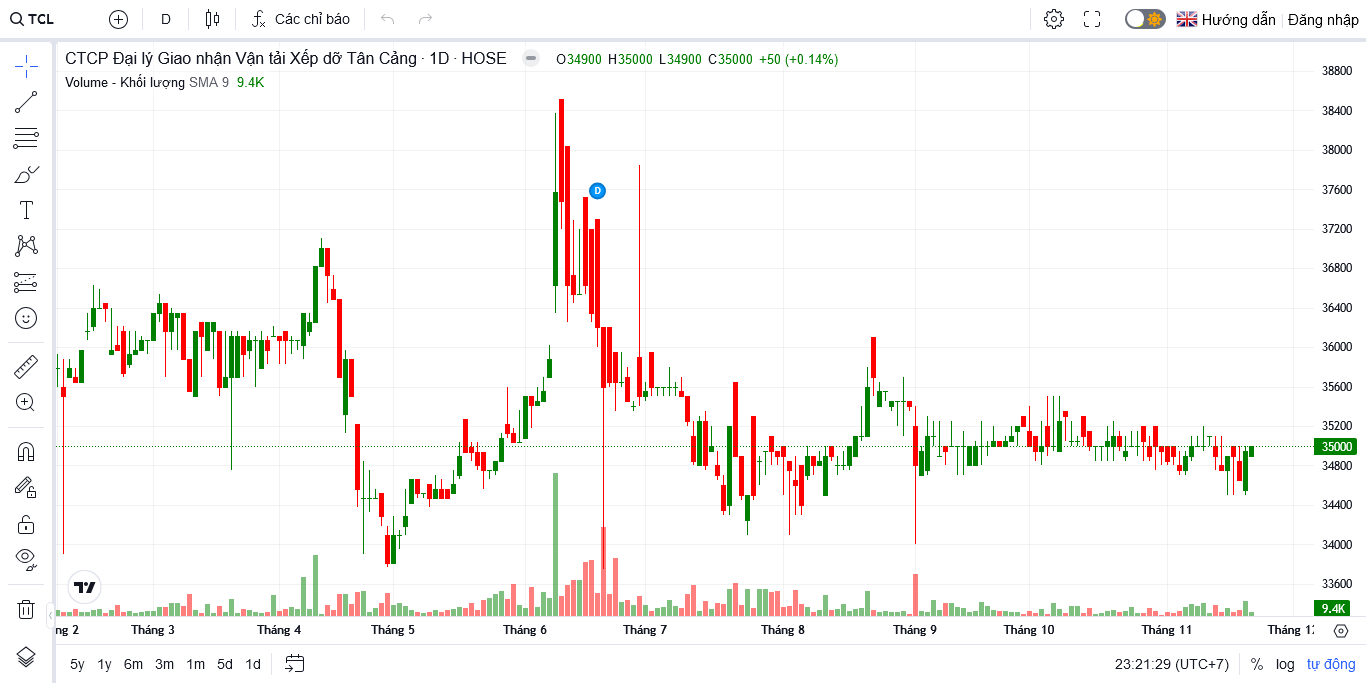 TCL D Các chỉ báo Hướng dẫn Đăng nhập
CTCP Đại lý Giao nhận Vận tải Xếp dỡ Tân Cảng · 1D · HOSE O34900 H35000 L34900 C35000 +50 (+0.14%)
Volume - Khối lượng SMA 9 9.4K
38800
38400
38000
D
37600
37200
36800
36400
36000
35600
35200
35000
34800
34400
34000
33600
9.4K
ng 2 Tháng 3 Tháng 4 Tháng 5 Tháng 6 Tháng 7 Tháng 8 Tháng 9 Tháng 10 Tháng 11 Tháng 12
5y 1y 6m 3m 1m 5d 1d 23:21:29 (UTC+7) % log tự động